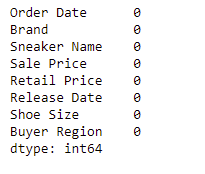 Order Date 0
Brand 0
Sneaker Name 0
Sale Price 0
Retail Price 0
Release Date 0
Shoe Size 0
Buyer Region 0
dtype: int64